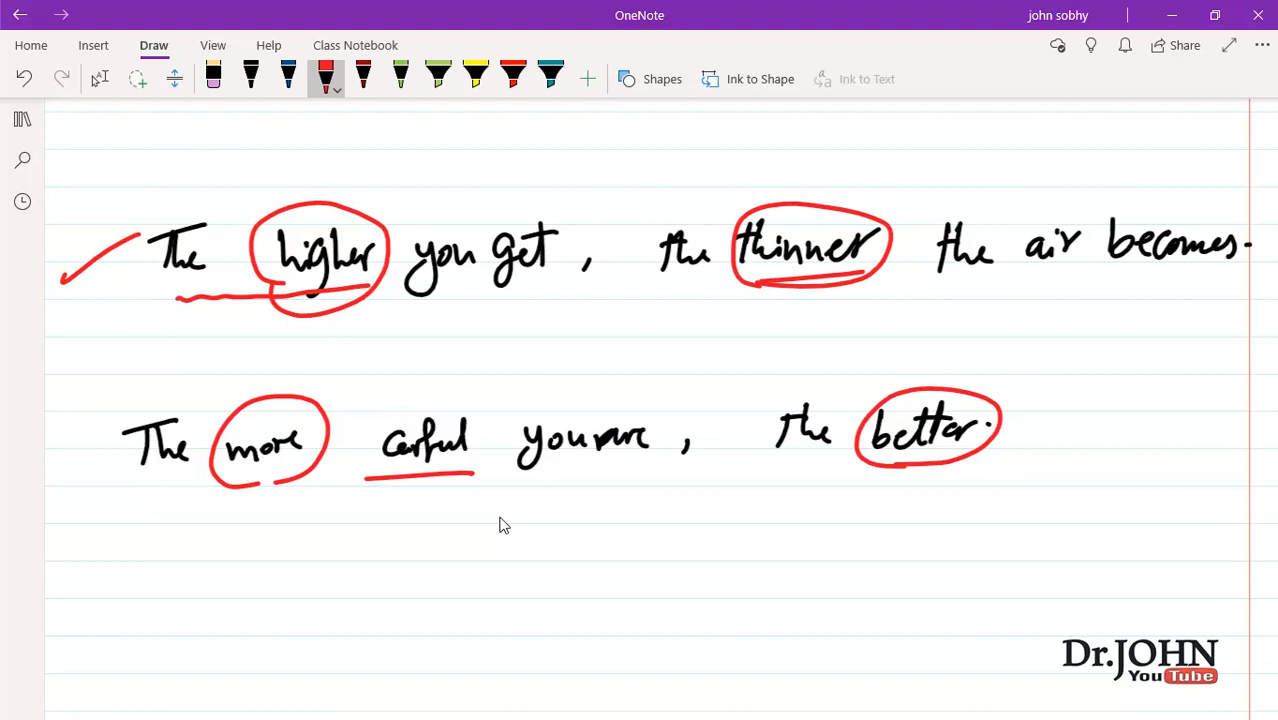 OneNote
john sobhy
Home Insert Draw View Help Class Notebook
Share
Shapes Ink to Shape Ink to Text
The higher you get, the thinner the air becomes.
The more carful you are, the better.
Dr.JOHN
YouTube